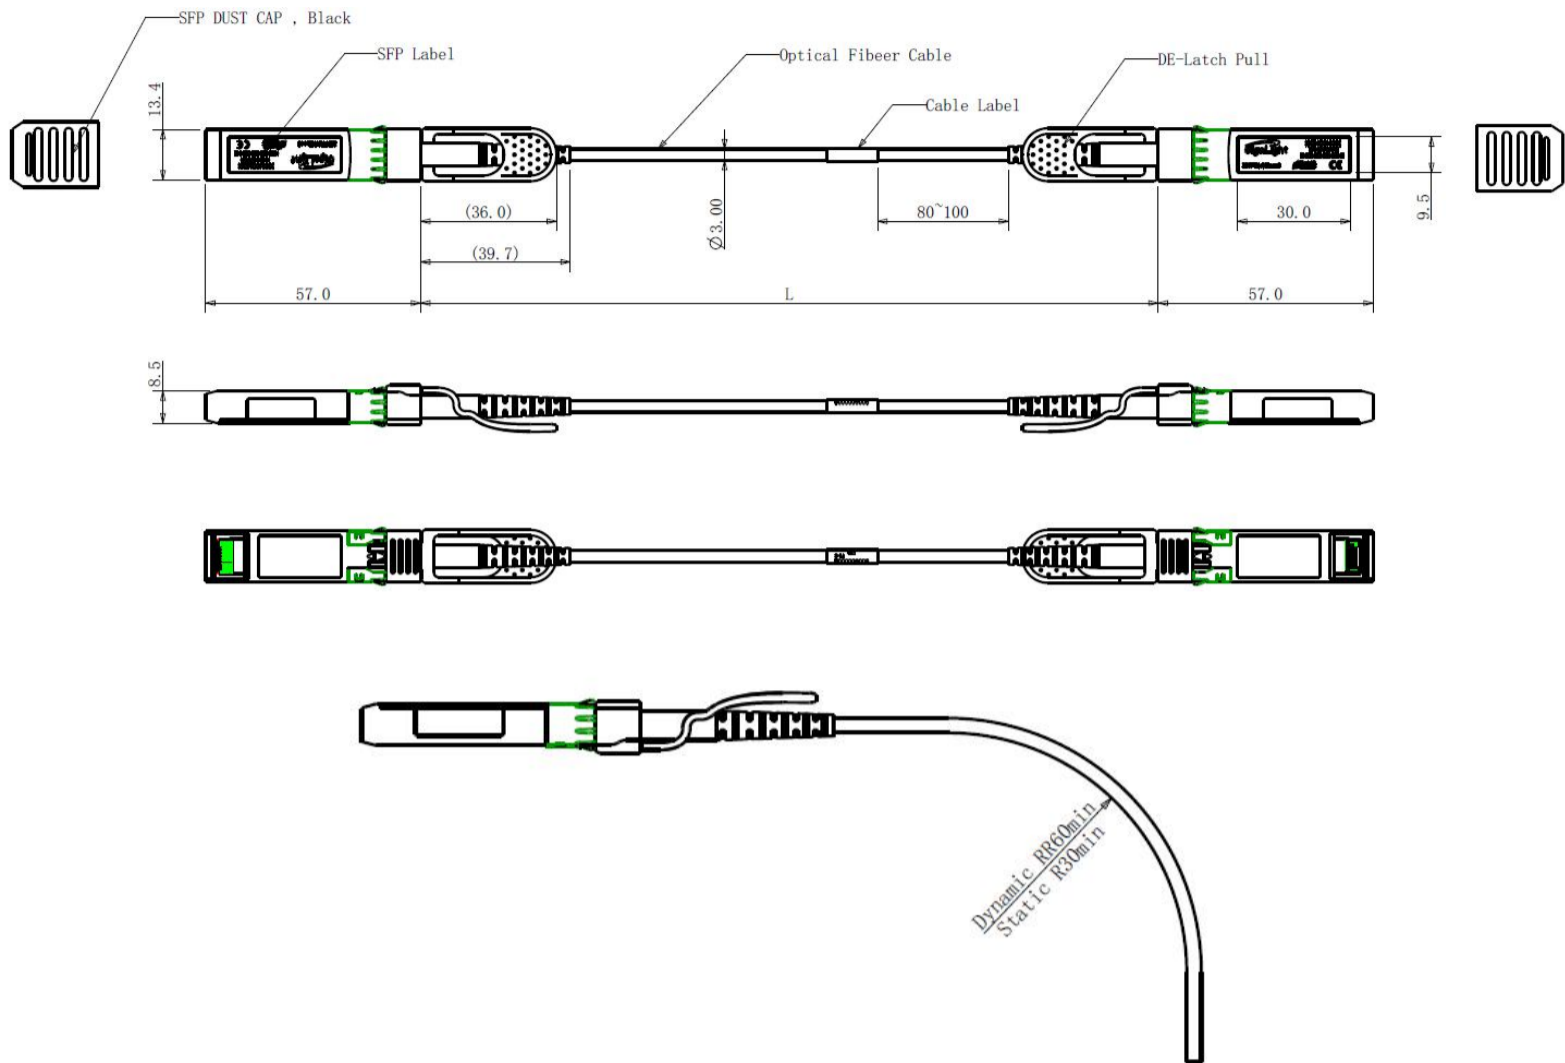 SFP DUST CAP , Black
SFP Label
Optical Fibeer Cable
DE-Latch Pull
Cable Label
13.4
(36.0)
Ø3.00
80~100
30.0
9.5
(39.7)
57.0
L
57.0
8.5
Dynamic RR60min
Static R30min